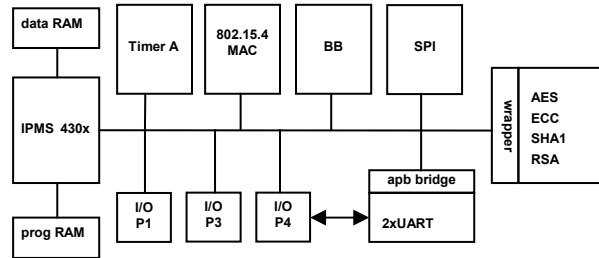 data RAM
Timer A
802.15.4
MAC
BB
SPI
IPMS 430x
wrapper
AES
ECC
SHA1
RSA
prog RAM
I/O
P1
I/O
P3
I/O
P4
apb bridge
2xUART